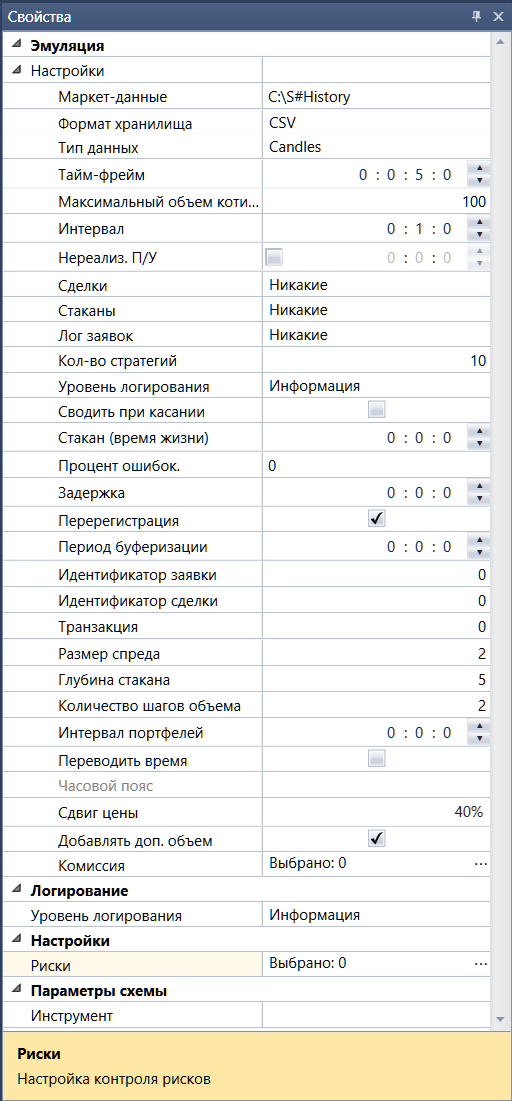 Свойства
Эмуляция
Настройки
Маркет-данные C:\S#History
Формат хранилища CSV
Тип данных Candles
Тайм-фрейм 0 : 0 : 5 : 0
Максимальный объем коти... 100
Интервал 0 : 1 : 0
Нереализ. П/У 0 : 0 : 0
Сделки Никакие
Стаканы Никакие
Лог заявок Никакие
Кол-во стратегий 10
Уровень логирования Информация
Сводить при касании
Стакан (время жизни) 0 : 0 : 0
Процент ошибок. 0
Задержка 0 : 0 : 0
Перерегистрация
Период буферизации 0 : 0 : 0
Идентификатор заявки 0
Идентификатор сделки 0
Транзакция 0
Размер спреда 2
Глубина стакана 5
Количество шагов объема 2
Интервал портфелей 0 : 0 : 0
Переводить время
Часовой пояс
Сдвиг цены 40%
Добавлять доп. объем
Комиссия Выбрано: 0 ...
Логирование
Уровень логирования Информация
Настройки
Риски Выбрано: 0 ...
Параметры схемы
Инструмент
Риски
Настройка контроля рисков